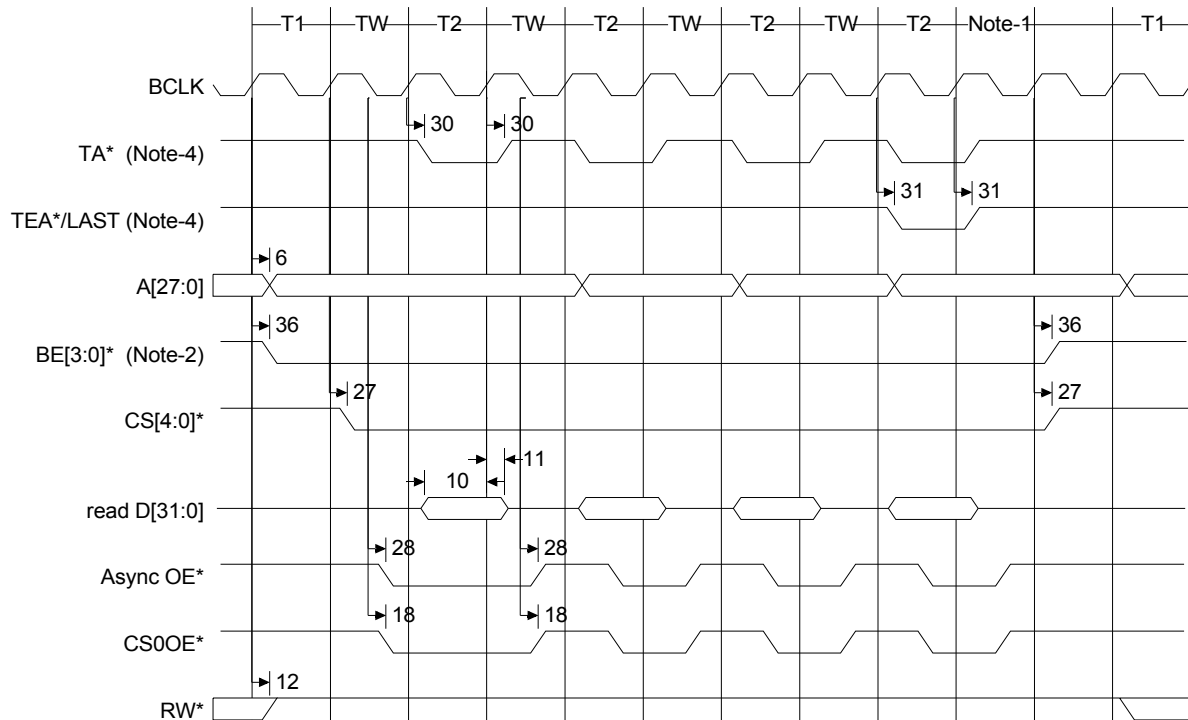 T1 TW T2 TW T2 TW T2 TW T2 Note-1 T1
BCLK
30 30
TA* (Note-4)
31 31
TEA*/LAST (Note-4)
6
A[27:0]
36 36
BE[3:0]* (Note-2)
27 27
CS[4:0]*
11
10
read D[31:0]
28 28
Async OE*
18 18
CS0OE*
12
RW*